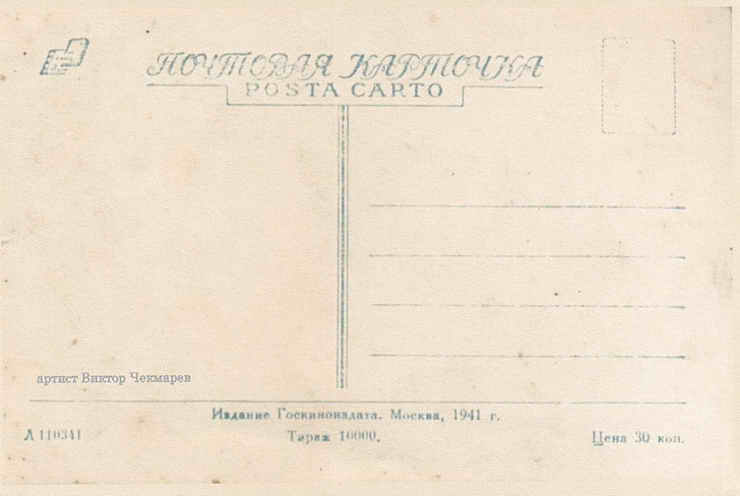 ПОЧТОВАЯ КАРТОЧКА
POSTA CARTO
артист Виктор Чекмарев
Издание Госкиноиздата. Москва, 1941 г.
Л 110341 Тираж 10000. Цена 30 коп.